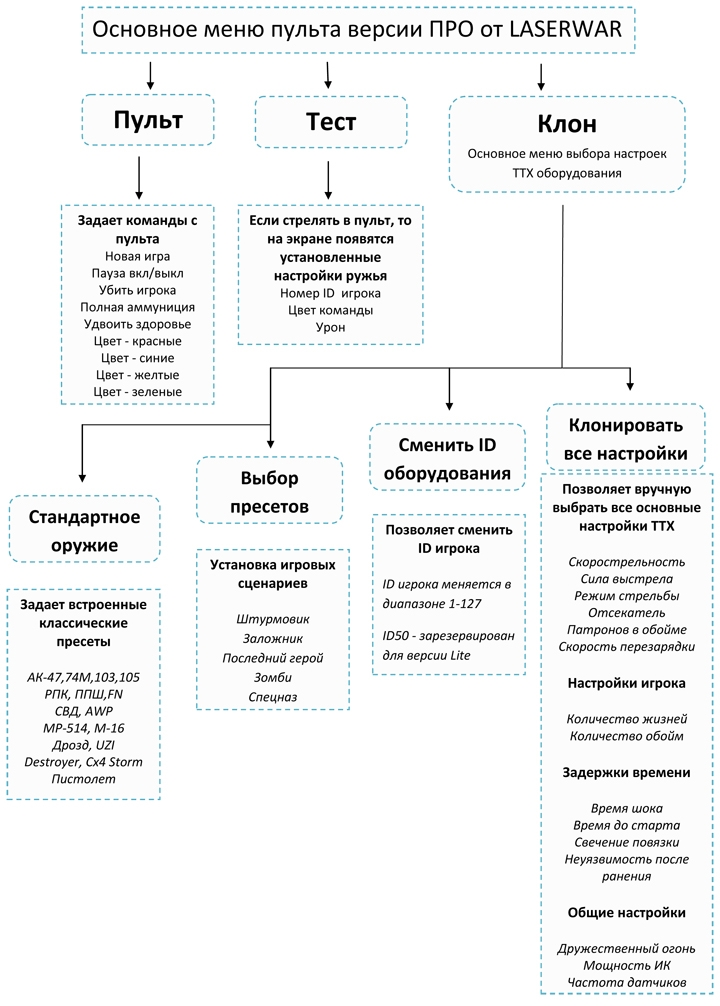 Основное меню пульта версии ПРО от LASERWAR
Пульт
Тест
Клон
Основное меню выбора настроек
ТТХ оборудования
Задает команды с
пульта
Новая игра
Пауза вкл/выкл
Убить игрока
Полная аммуниция
Удвоить здоровье
Цвет - красные
Цвет - синие
Цвет - желтые
Цвет - зеленые
Если стрелять в пульт, то
на экране появятся
установленные
настройки ружья
Номер ID игрока
Цвет команды
Урон
Стандартное
оружие
Задает встроенные
классические
пресеты
АК-47,74М,103,105
РПК, ППШ,FN
СВД, AWP
МР-514, М-16
Дрозд, UZI
Destroyer, Cx4 Storm
Пистолет
Выбор
пресетов
Установка игровых
сценариев
Штурмовик
Заложник
Последний герой
Зомби
Спецназ
Сменить ID
оборудования
Позволяет сменить
ID игрока
ID игрока меняется в
диапазоне 1-127
ID50 - зарезервирован
для версии Lite
Клонировать
все настройки
Позволяет вручную
выбрать все основные
настройки ТТХ
Скорострельность
Сила выстрела
Режим стрельбы
Отсекатель
Патронов в обойме
Скорость перезарядки
Настройки игрока
Количество жизней
Количество обойм
Задержки времени
Время шока
Время до старта
Свечение повязки
Неуязвимость после
ранения
Общие настройки
Дружественный огонь
Мощность ИК
Частота датчиков